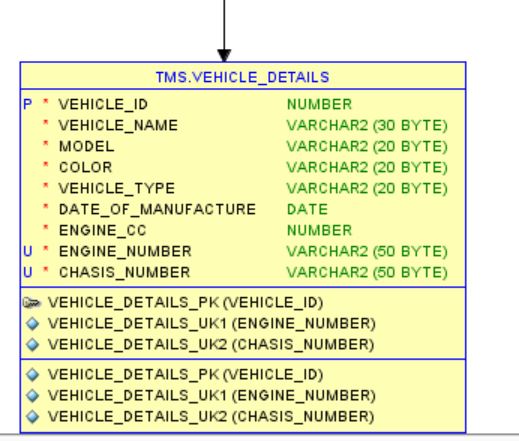 TMS.VEHICLE_DETAILS
P * VEHICLE_ID NUMBER
* VEHICLE_NAME VARCHAR2 (30 BYTE)
* MODEL VARCHAR2 (20 BYTE)
* COLOR VARCHAR2 (20 BYTE)
* VEHICLE_TYPE VARCHAR2 (20 BYTE)
* DATE_OF_MANUFACTURE DATE
* ENGINE_CC NUMBER
U * ENGINE_NUMBER VARCHAR2 (50 BYTE)
U * CHASIS_NUMBER VARCHAR2 (50 BYTE)
VEHICLE_DETAILS_PK (VEHICLE_ID)
VEHICLE_DETAILS_UK1 (ENGINE_NUMBER)
VEHICLE_DETAILS_UK2 (CHASIS_NUMBER)
VEHICLE_DETAILS_PK (VEHICLE_ID)
VEHICLE_DETAILS_UK1 (ENGINE_NUMBER)
VEHICLE_DETAILS_UK2 (CHASIS_NUMBER)